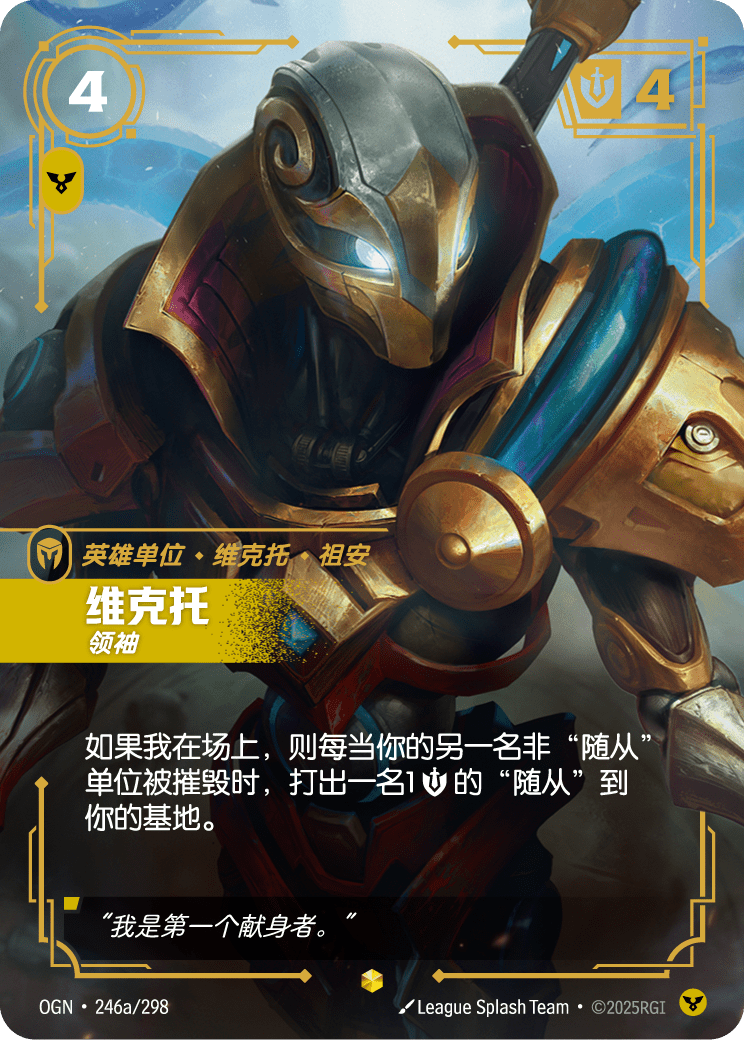 4
4
英雄单位 ◆ 维克托 ◆ 祖安
维克托
领袖
如果我在场上，则每当你的另一名非“随从”
单位被摧毁时，打出一名1 的“随从”到
你的基地。
“我是第一个献身者。”
OGN • 246a/298
League Splash Team • ©2025RGI